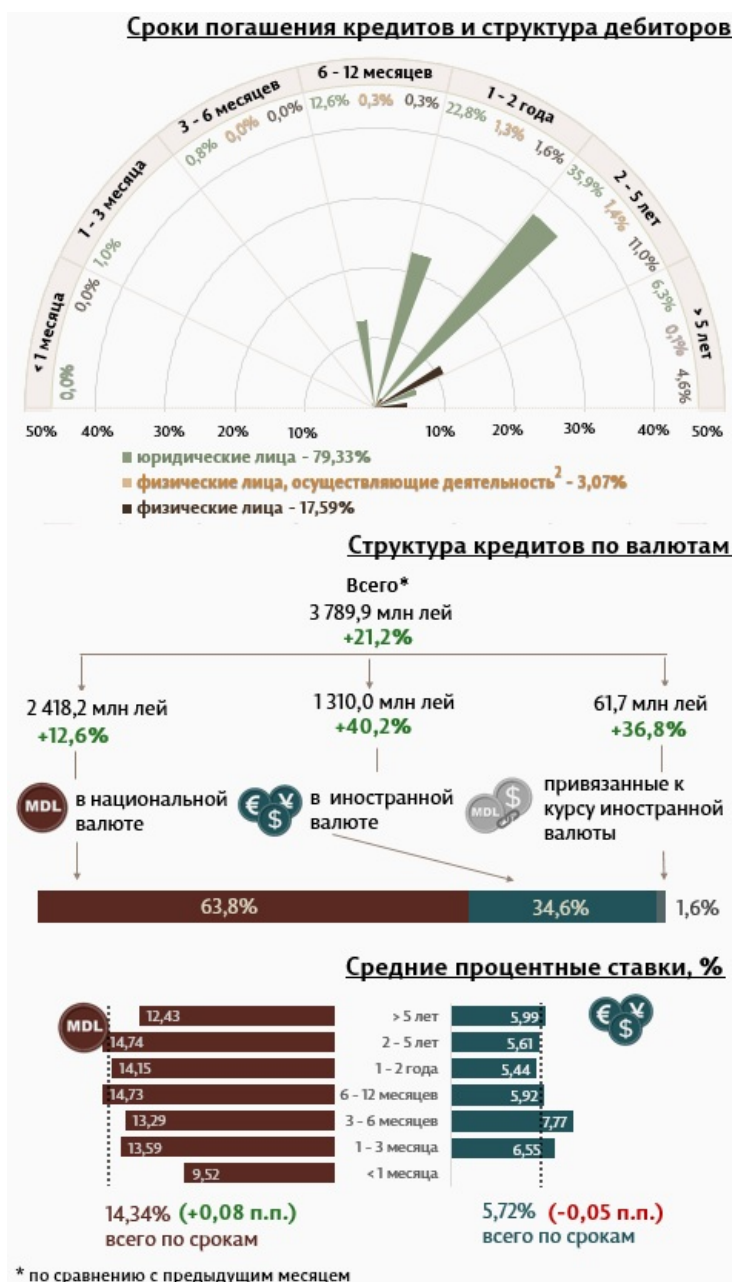 Сроки погашения кредитов и структура дебиторов
< 1 месяца
1 - 3 месяца
3 - 6 месяцев
6 - 12 месяцев
1 - 2 года
2 - 5 лет
> 5 лет
0,0%
0,0%
1,0%
0,8%
0,0%
0,0%
12,6%
0,3%
0,3%
22,8%
1,3%
1,6%
35,9%
1,4%
11,0%
6,3%
0,1%
4,6%
50% 40% 30% 20% 10% 10% 20% 30% 40% 50%
юридические лица - 79,33%
физические лица, осуществляющие деятельность2 - 3,07%
физические лица - 17,59%
Структура кредитов по валютам
Всего*
3 789,9 млн лей
+21,2%
2 418,2 млн лей
+12,6%
1 310,0 млн лей
+40,2%
61,7 млн лей
+36,8%
MDL
в национальной
валюте
€ ¥ $
в иностранной
валюте
MDL $
привязанные к
курсу иностранной
валюты
63,8% 34,6% 1,6%
Средние процентные ставки, %
MDL
€ ¥ $
12,43 > 5 лет 5,99
14,74 2 - 5 лет 5,61
14,15 1 - 2 года 5,44
14,73 6 - 12 месяцев 5,92
13,29 3 - 6 месяцев 7,77
13,59 1 - 3 месяца 6,55
9,52 < 1 месяца
14,34% (+0,08 п.п.)
всего по срокам
5,72% (-0,05 п.п.)
всего по срокам
* по сравнению с предыдущим месяцем